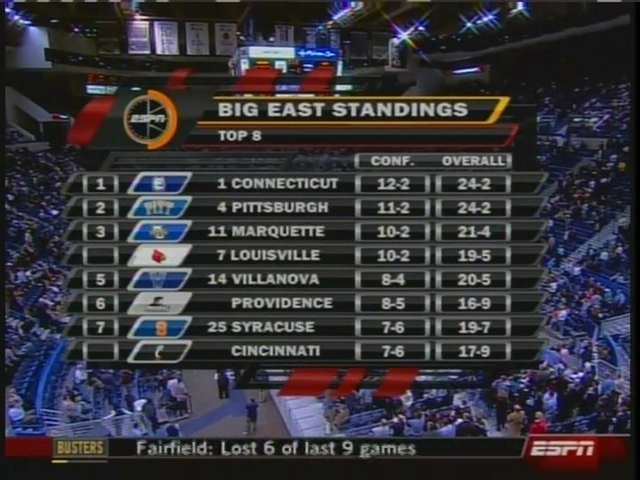 ESPN
BIG EAST STANDINGS
TOP 8
CONF. OVERALL
1 1 CONNECTICUT 12-2 24-2
2 PITT 4 PITTSBURGH 11-2 24-2
3 11 MARQUETTE 10-2 21-4
7 LOUISVILLE 10-2 19-5
5 V 14 VILLANOVA 8-4 20-5
6 PROVIDENCE 8-5 16-9
7 S 25 SYRACUSE 7-6 19-7
C CINCINNATI 7-6 17-9
BUSTERS Fairfield: Lost 6 of last 9 games ESPN